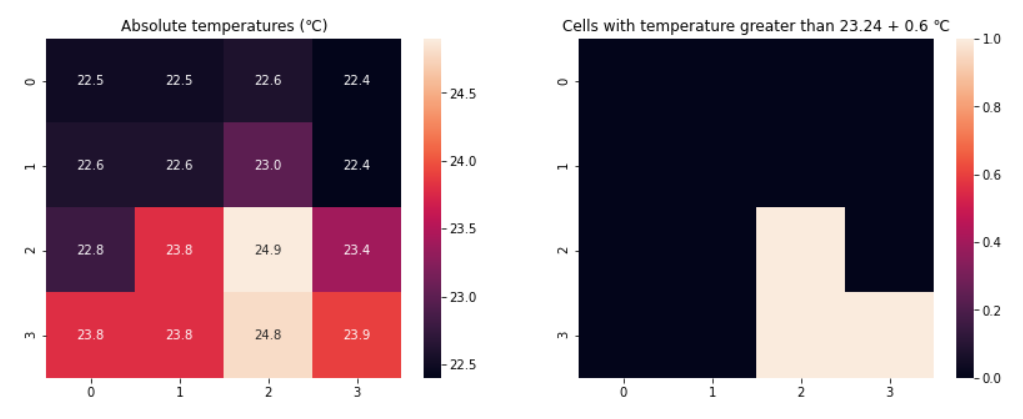 Absolute temperatures (℃)
Cells with temperature greater than 23.24 + 0.6 ℃
0 22.5 22.5 22.6 22.4
1 22.6 22.6 23.0 22.4
2 22.8 23.8 24.9 23.4
3 23.8 23.8 24.8 23.9
0 1 2 3
24.5
24.0
23.5
23.0
22.5
0
1
2
3
0 1 2 3
1.0
0.8
0.6
0.4
0.2
0.0